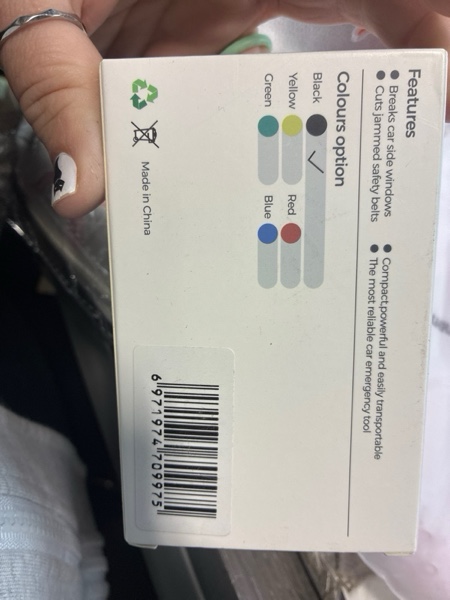 Features
Breaks car side windows
Cuts jammed safety belts
Compact,powerful and easily transportable
The most reliable car emergency tool
Colours option
Black
Yellow
Red
Green
Blue
Made in China
6 971974 709975